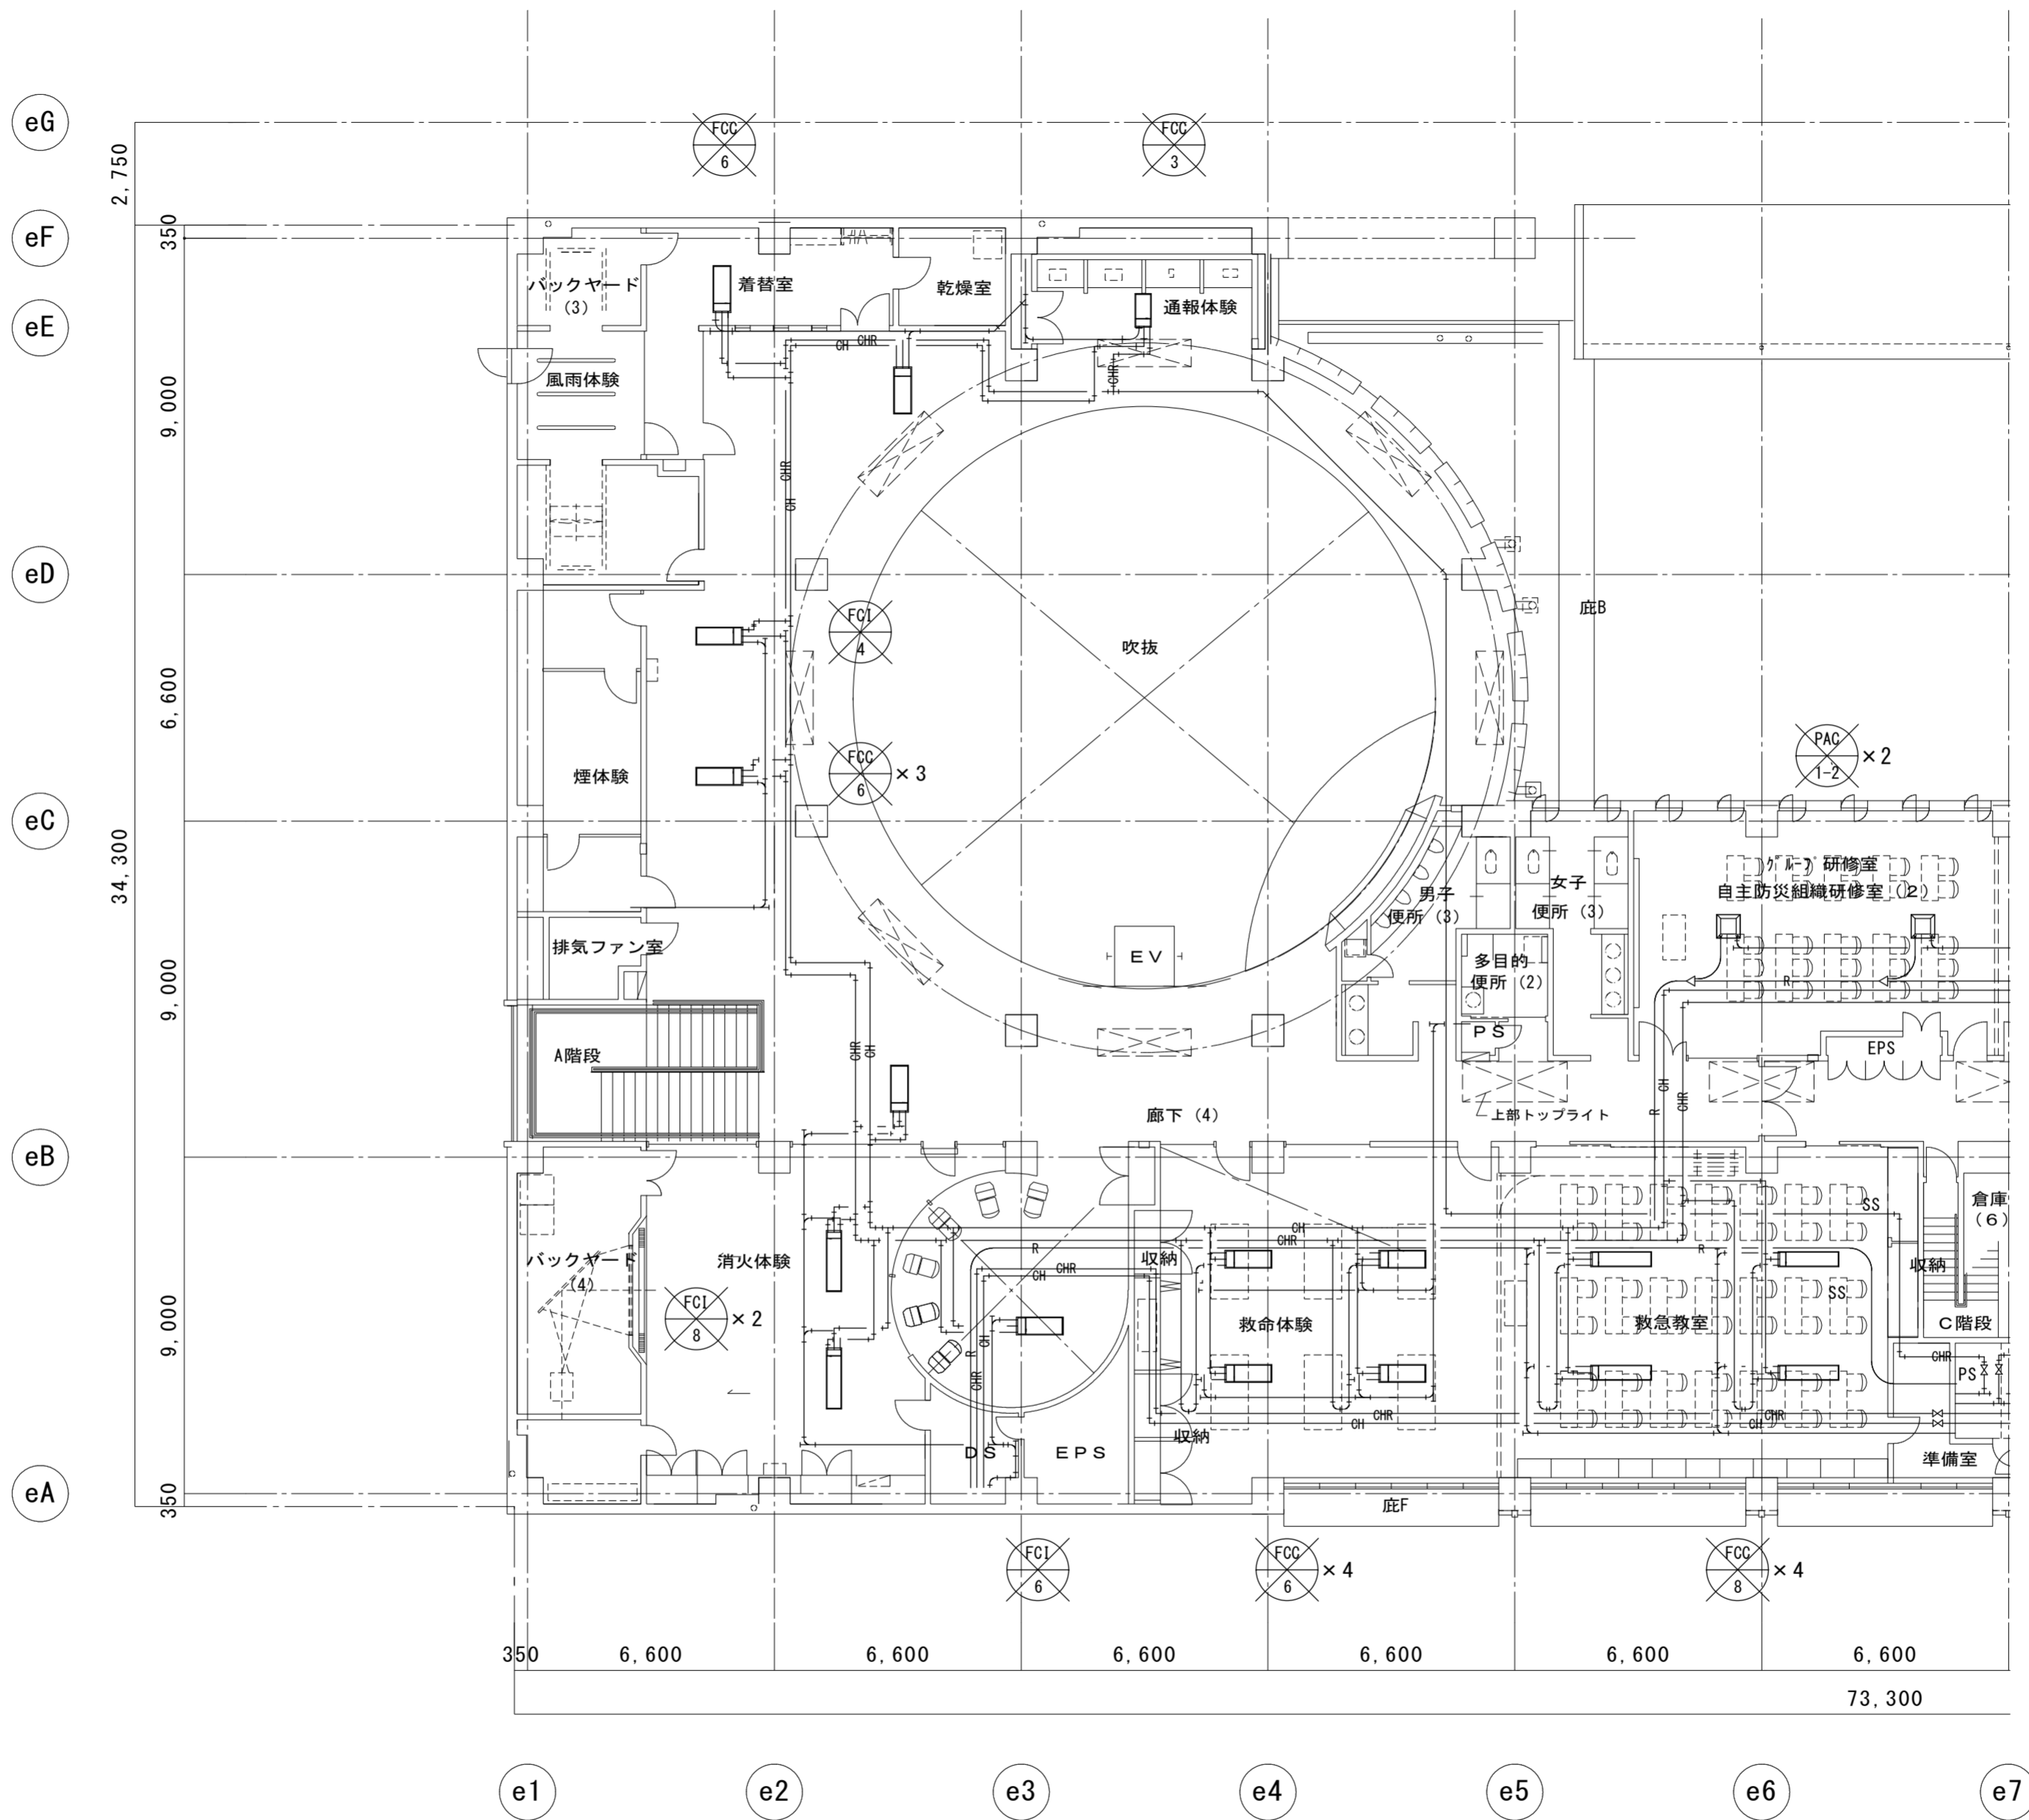 eG
FCC
6
FCC
3
2,750
eF
350
バックヤード
(3)
着替室
乾燥室
通報体験
eE
CH
CHR
CHR
風雨体験
9,000
CHR
CH
eD
FCI
4
庇B
吹抜
6,600
煙体験
FCC
6
×3
PAC
1-2
×2
eC
34,300
グループ研修室
自主防災組織研修室(2)
男子
便所(3)
女子
便所(3)
排気ファン室
EV
多目的
便所(2)
R
9,000
A階段
CHR
CH
PS
EPS
R
CH
CHR
廊下(4)
上部トップライト
eB
SS
倉庫
(6)
バックヤード
(4)
消火体験
CH
CHR
R
CH
CHR
収納
R
収納
SS
FCI
8
×2
救命体験
救急教室
C階段
9,000
CHR
R
CH
CHR
PS
CHR
CH
CH
CHR
収納
DS
EPS
準備室
eA
350
庇F
FCI
6
FCC
6
×4
FCC
8
×4
350
6,600
6,600
6,600
6,600
6,600
6,600
73,300
e1
e2
e3
e4
e5
e6
e7